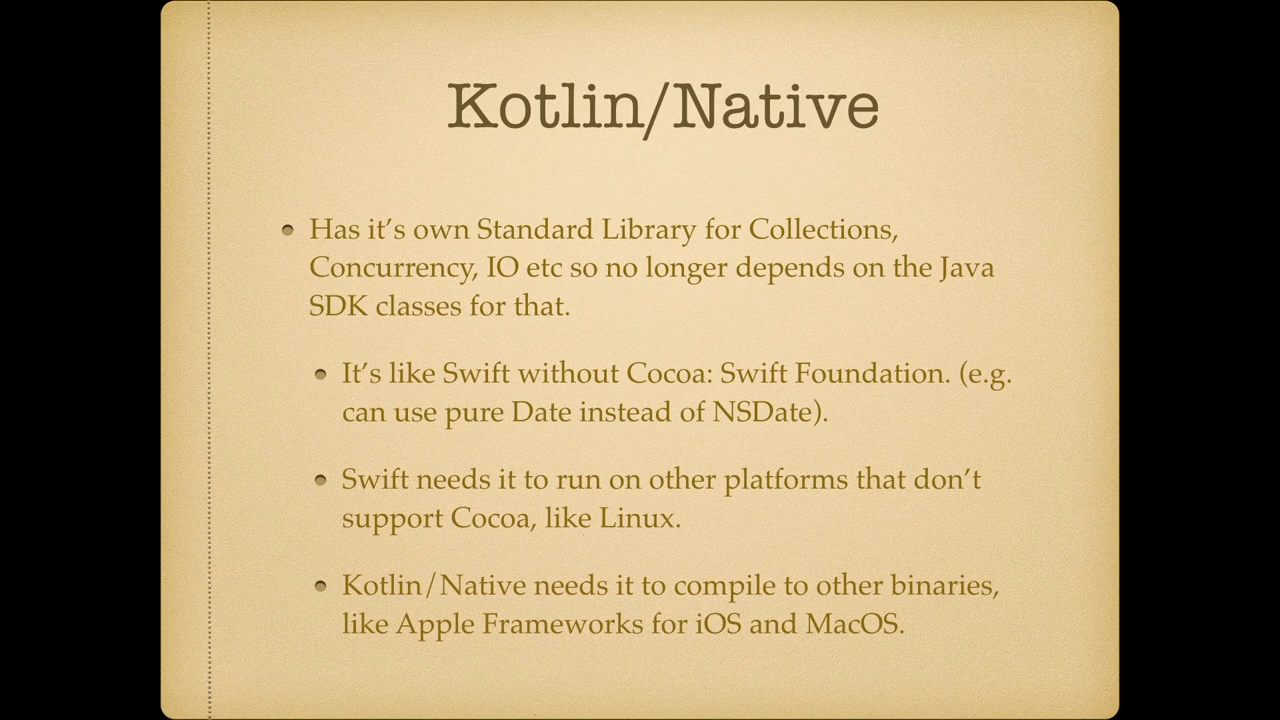 Kotlin/Native
Has it’s own Standard Library for Collections,
Concurrency, IO etc so no longer depends on the Java
SDK classes for that.
It’s like Swift without Cocoa: Swift Foundation. (e.g.
can use pure Date instead of NSDate).
Swift needs it to run on other platforms that don’t
support Cocoa, like Linux.
Kotlin/Native needs it to compile to other binaries,
like Apple Frameworks for iOS and MacOS.